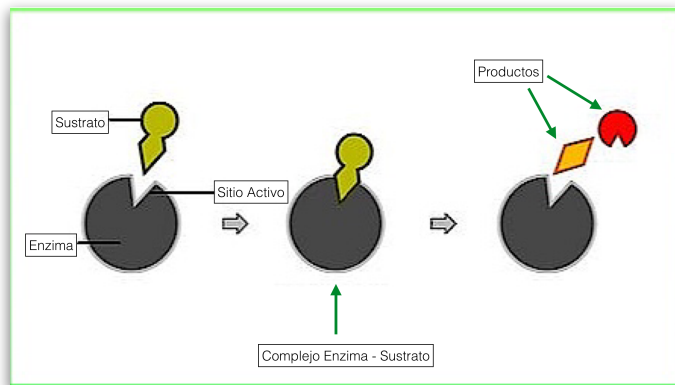 Productos
Sustrato
Sitio Activo
Enzima
Complejo Enzima - Sustrato